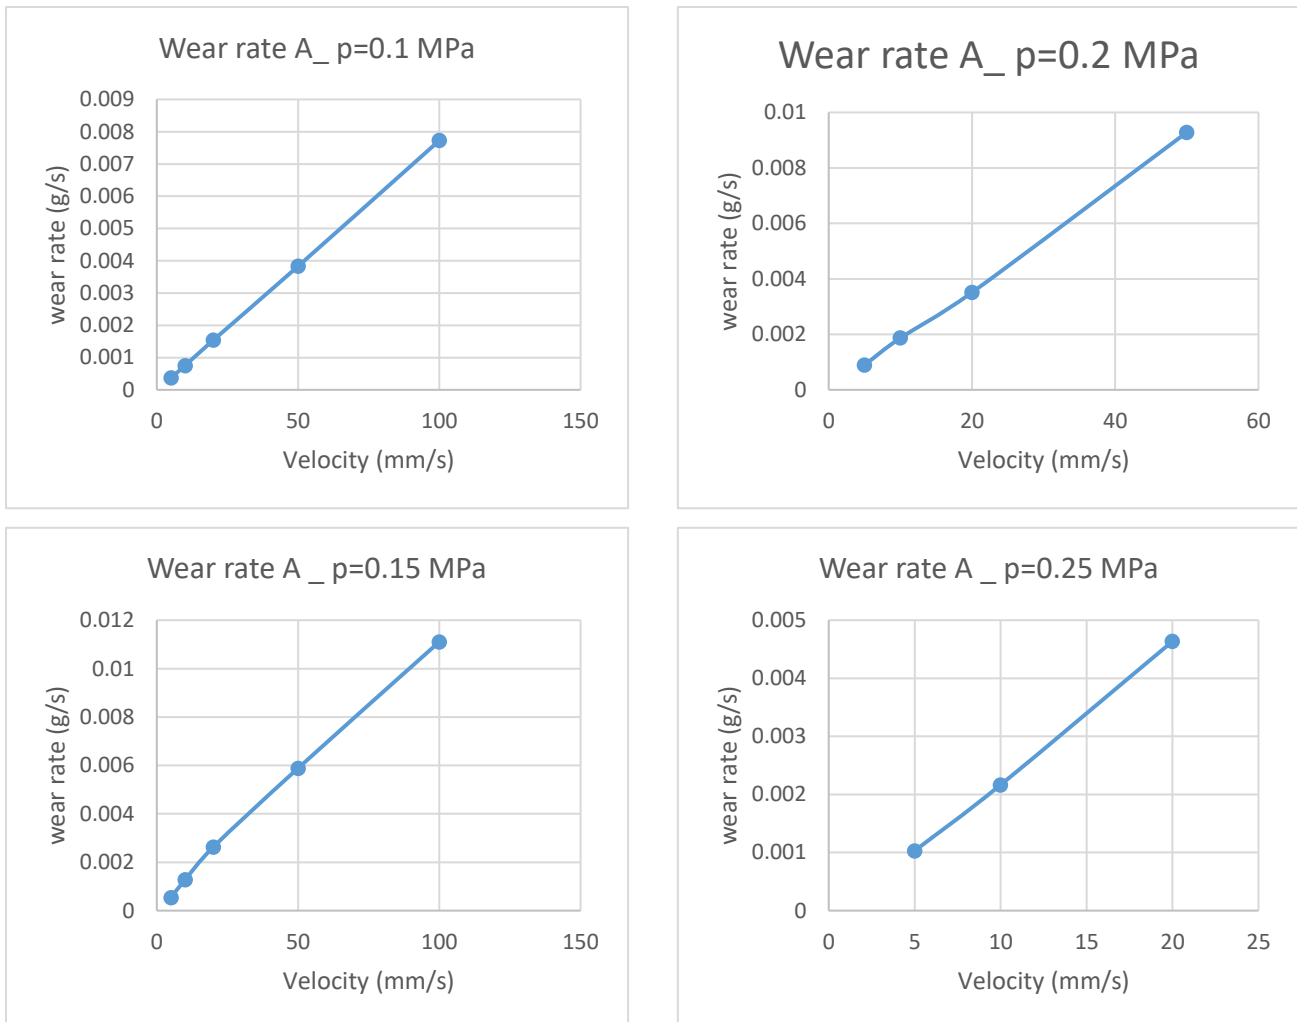 Wear rate A_ p=0.1 MPa
0.009
0.008
0.007
0.006
0.005
0.004
0.003
0.002
0.001
0
wear rate (g/s)
0 50 100 150
Velocity (mm/s)
Wear rate A_ p=0.2 MPa
0.01
0.008
0.006
0.004
0.002
0
wear rate (g/s)
0 20 40 60
Velocity (mm/s)
Wear rate A _ p=0.15 MPa
0.012
0.01
0.008
0.006
0.004
0.002
0
wear rate (g/s)
0 50 100 150
Velocity (mm/s)
Wear rate A _ p=0.25 MPa
0.005
0.004
0.003
0.002
0.001
0
wear rate (g/s)
0 5 10 15 20 25
Velocity (mm/s)